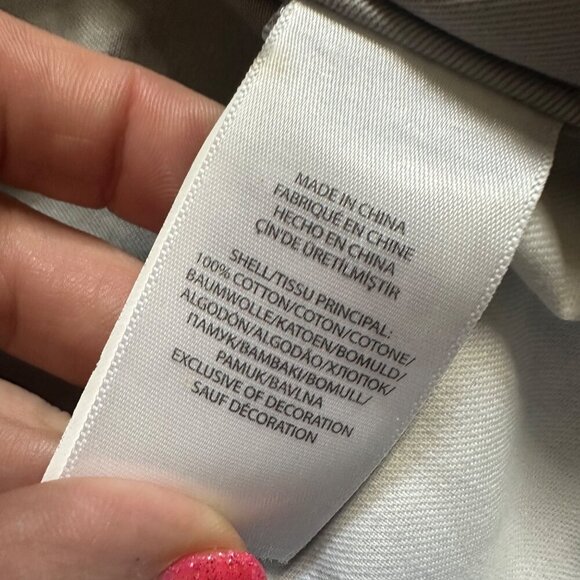 MADE IN CHINA
FABRIQUÉ EN CHINE
HECHO EN CHINA
ÇİN'DE ÜRETİLMİŞTİR
SHELL/TISSU PRINCIPAL:
100% COTTON/COTON/COTONE/
BAUMWOLLE/KATOEN/BOMULD/
ALGODÓN/ALGODÃO/ХЛОПОК/
ПАМУК/BAMBAKI/BOMULL/
PAMUK/BAVLNA
EXCLUSIVE OF DECORATION
SAUF DÉCORATION